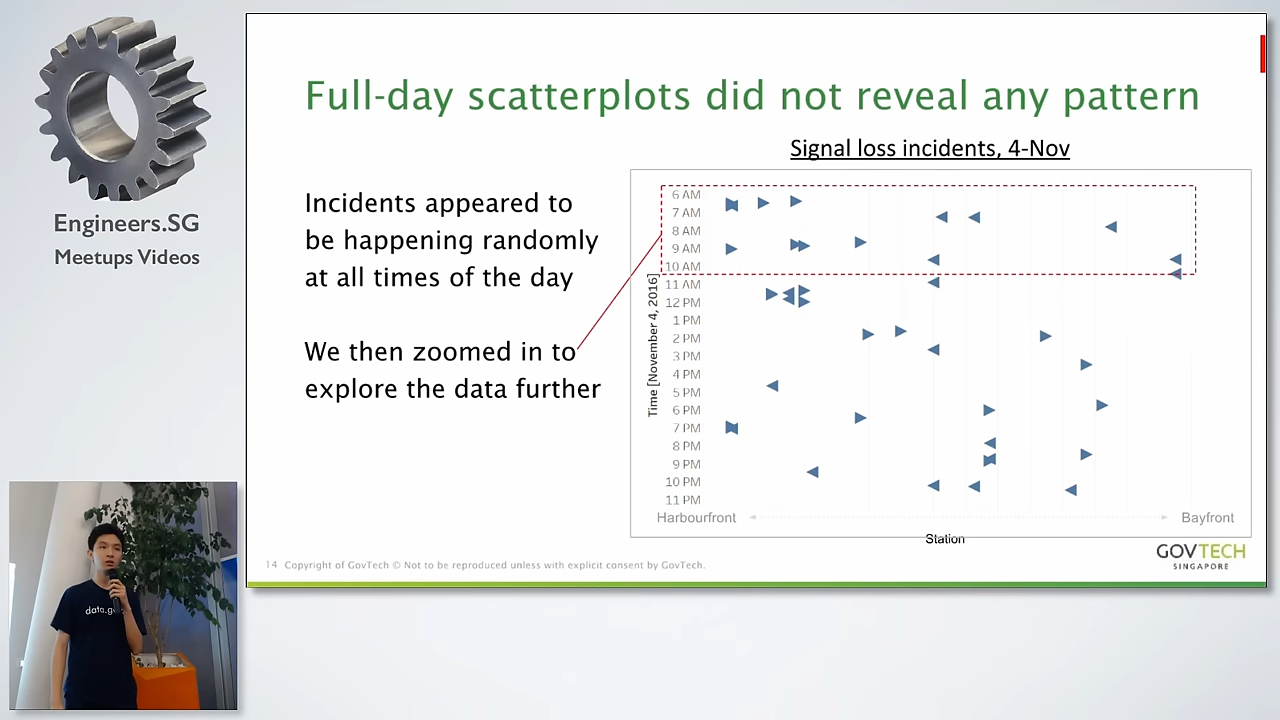 Engineers.SG
Meetups Videos
Full-day scatterplots did not reveal any pattern
Signal loss incidents, 4-Nov
Incidents appeared to
be happening randomly
at all times of the day
We then zoomed in to
explore the data further
Time [November 4, 2016]
6 AM
7 AM
8 AM
9 AM
10 AM
11 AM
12 PM
1 PM
2 PM
3 PM
4 PM
5 PM
6 PM
7 PM
8 PM
9 PM
10 PM
11 PM
Harbourfront
Bayfront
Station
14 Copyright of GovTech © Not to be reproduced unless with explicit consent by GovTech.
GOVTECH
SINGAPORE